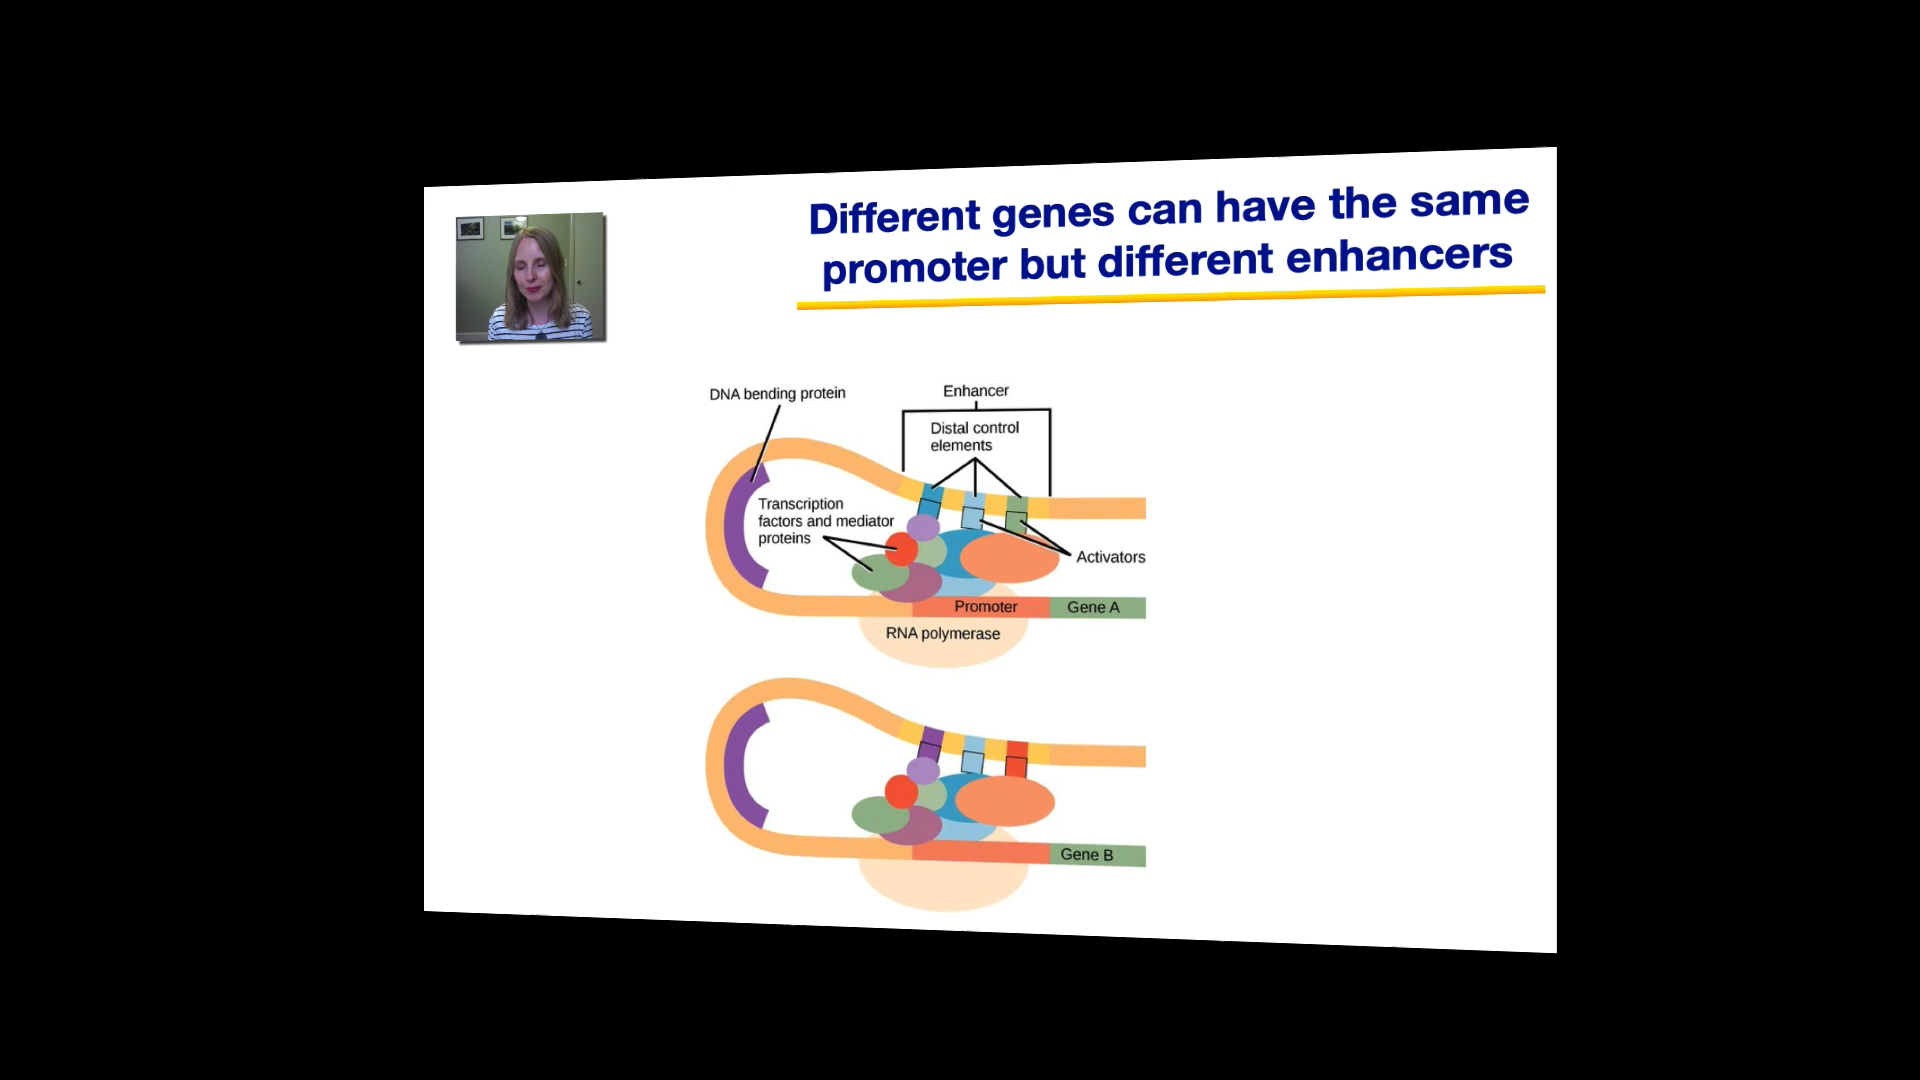 Different genes can have the same
promoter but different enhancers
DNA bending protein
Enhancer
Distal control
elements
Transcription
factors and mediator
proteins
Activators
Promoter
Gene A
RNA polymerase
Gene B